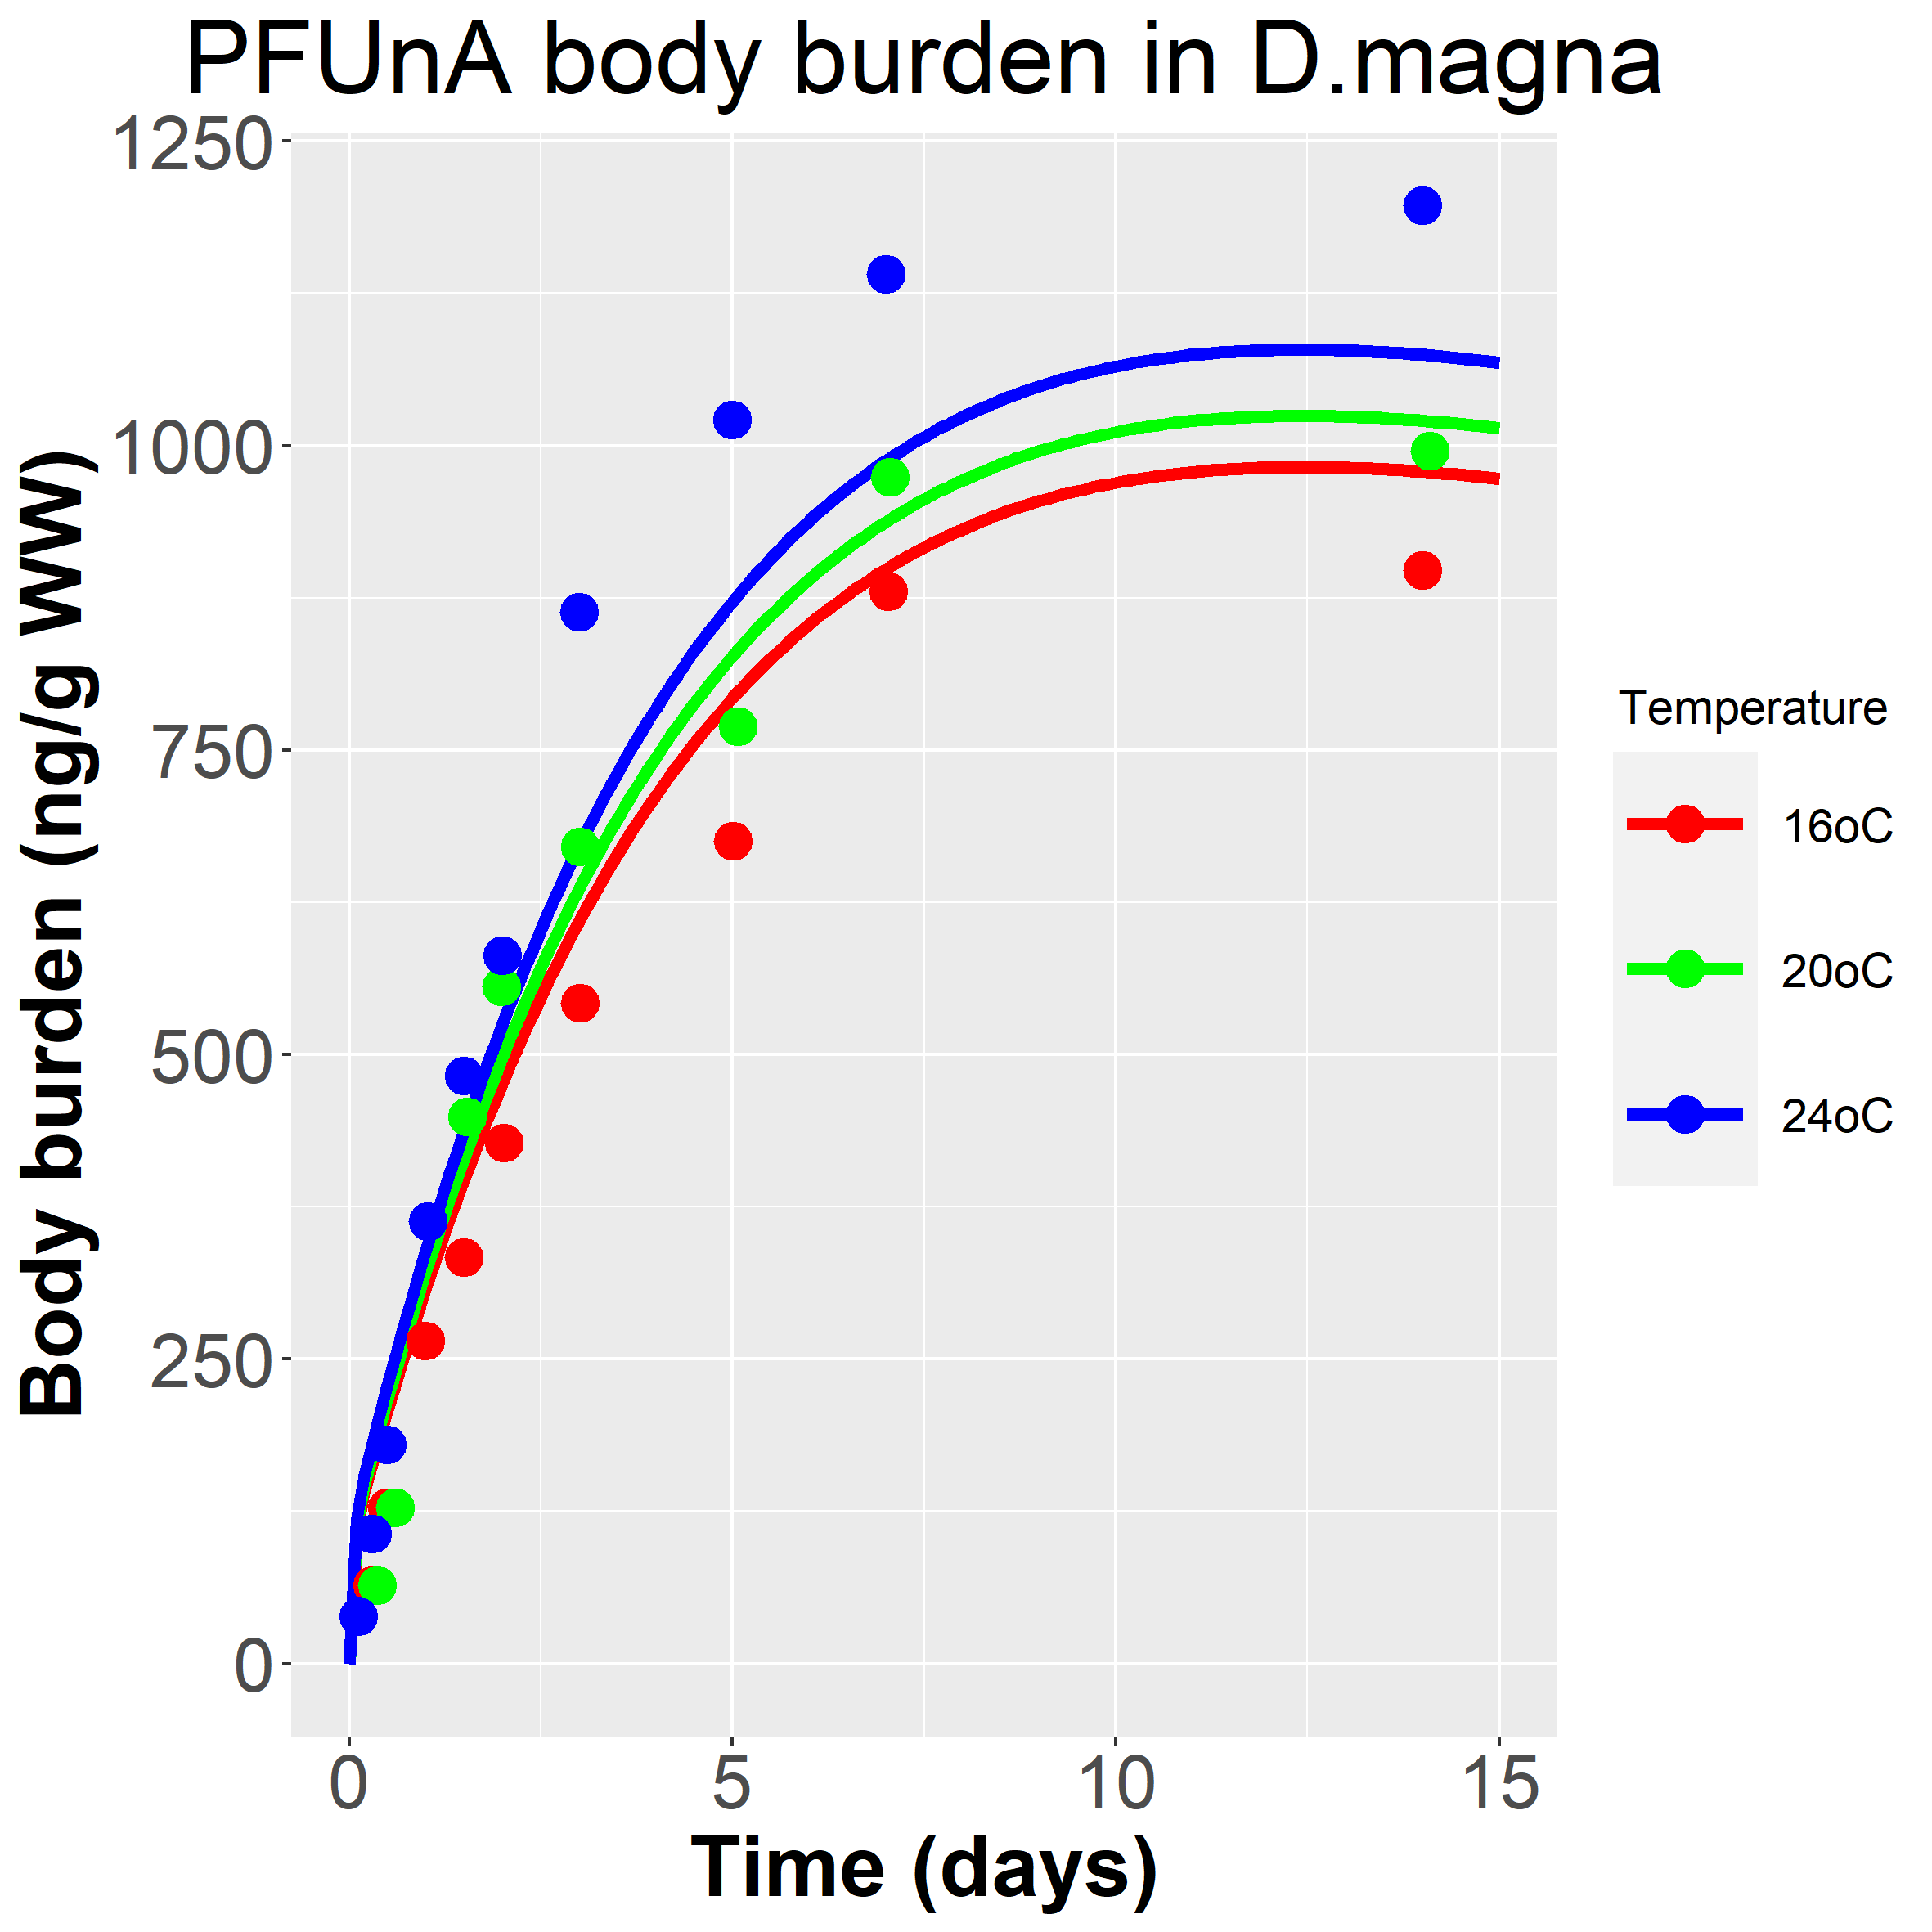 PFUnA body burden in D.magna
Body burden (ng/g WW)
1250
1000
750
500
250
0
0 5 10 15
Time (days)
Temperature
16oC
20oC
24oC